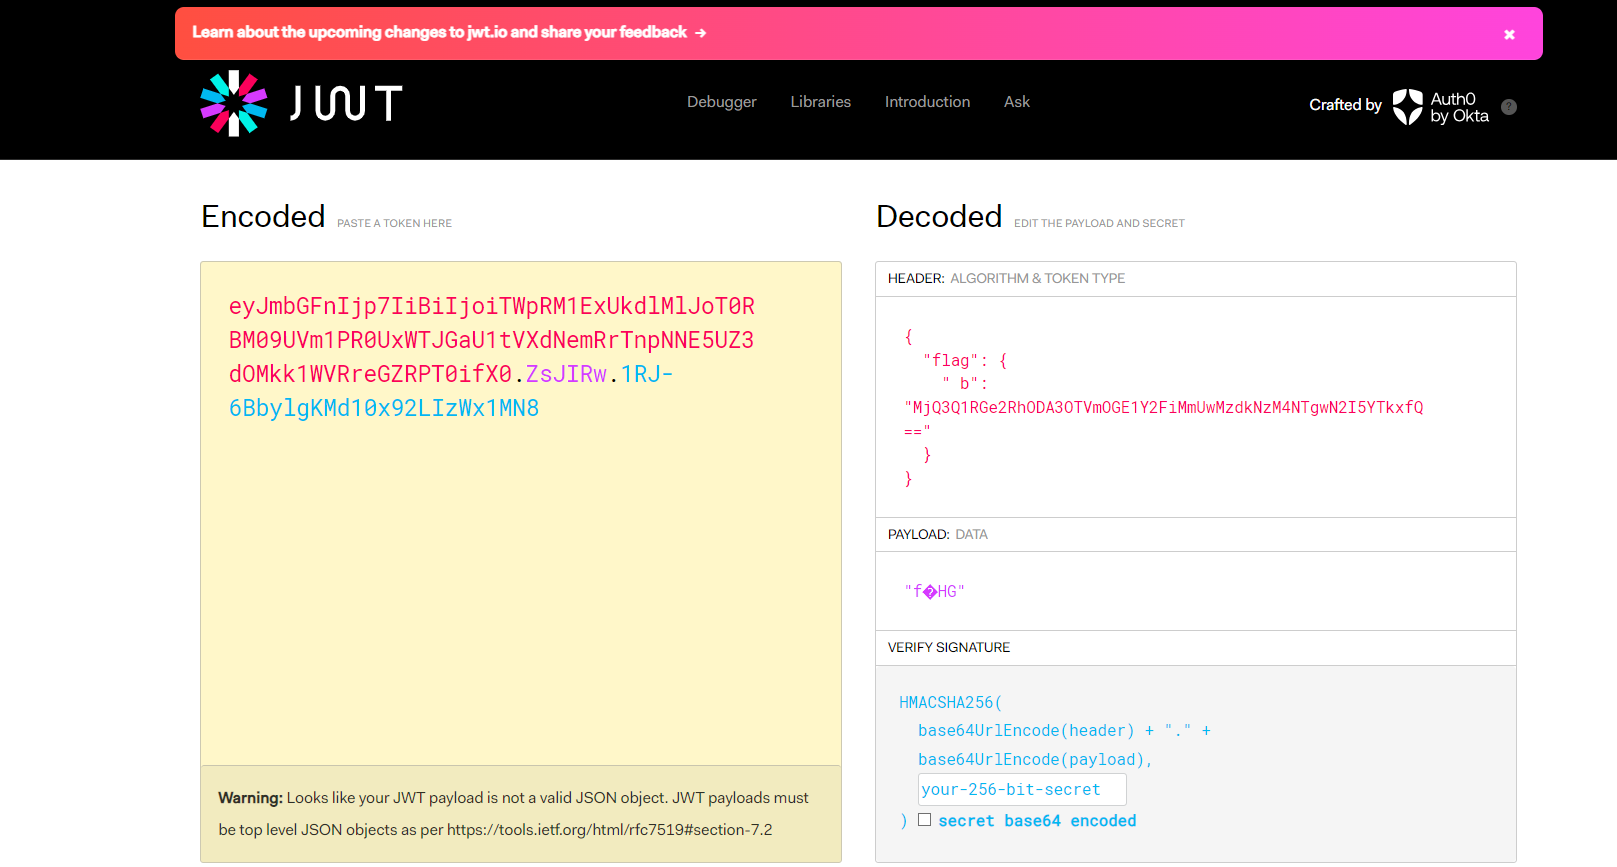 Learn about the upcoming changes to jwt.io and share your feedback → ✖
JWT
Debugger Libraries Introduction Ask
Crafted by Auth0 by Okta ?
Encoded PASTE A TOKEN HERE
eyJmbGFnIjp7IiBiIjoiTWpRM1ExUkdlMlJoT0R
BM09UVm1PR0UxWTJGaU1tVXdNemRrTnpNNE5UZ3
dOMkk1WVRreGZRPT0ifX0.ZsJIRw.1RJ-
6BbylgKMd10x92LIzWx1MN8
Warning: Looks like your JWT payload is not a valid JSON object. JWT payloads must
be top level JSON objects as per https://tools.ietf.org/html/rfc7519#section-7.2
Decoded EDIT THE PAYLOAD AND SECRET
HEADER: ALGORITHM & TOKEN TYPE
{
"flag": {
" b":
"MjQ3Q1RGe2RhODA3OTVmOGE1Y2FiMmUwMzdkNzM4NTgwN2I5YTkxfQ
=="
}
}
PAYLOAD: DATA
"f�HG"
VERIFY SIGNATURE
HMACSHA256(
base64UrlEncode(header) + "." +
base64UrlEncode(payload),
your-256-bit-secret
) secret base64 encoded